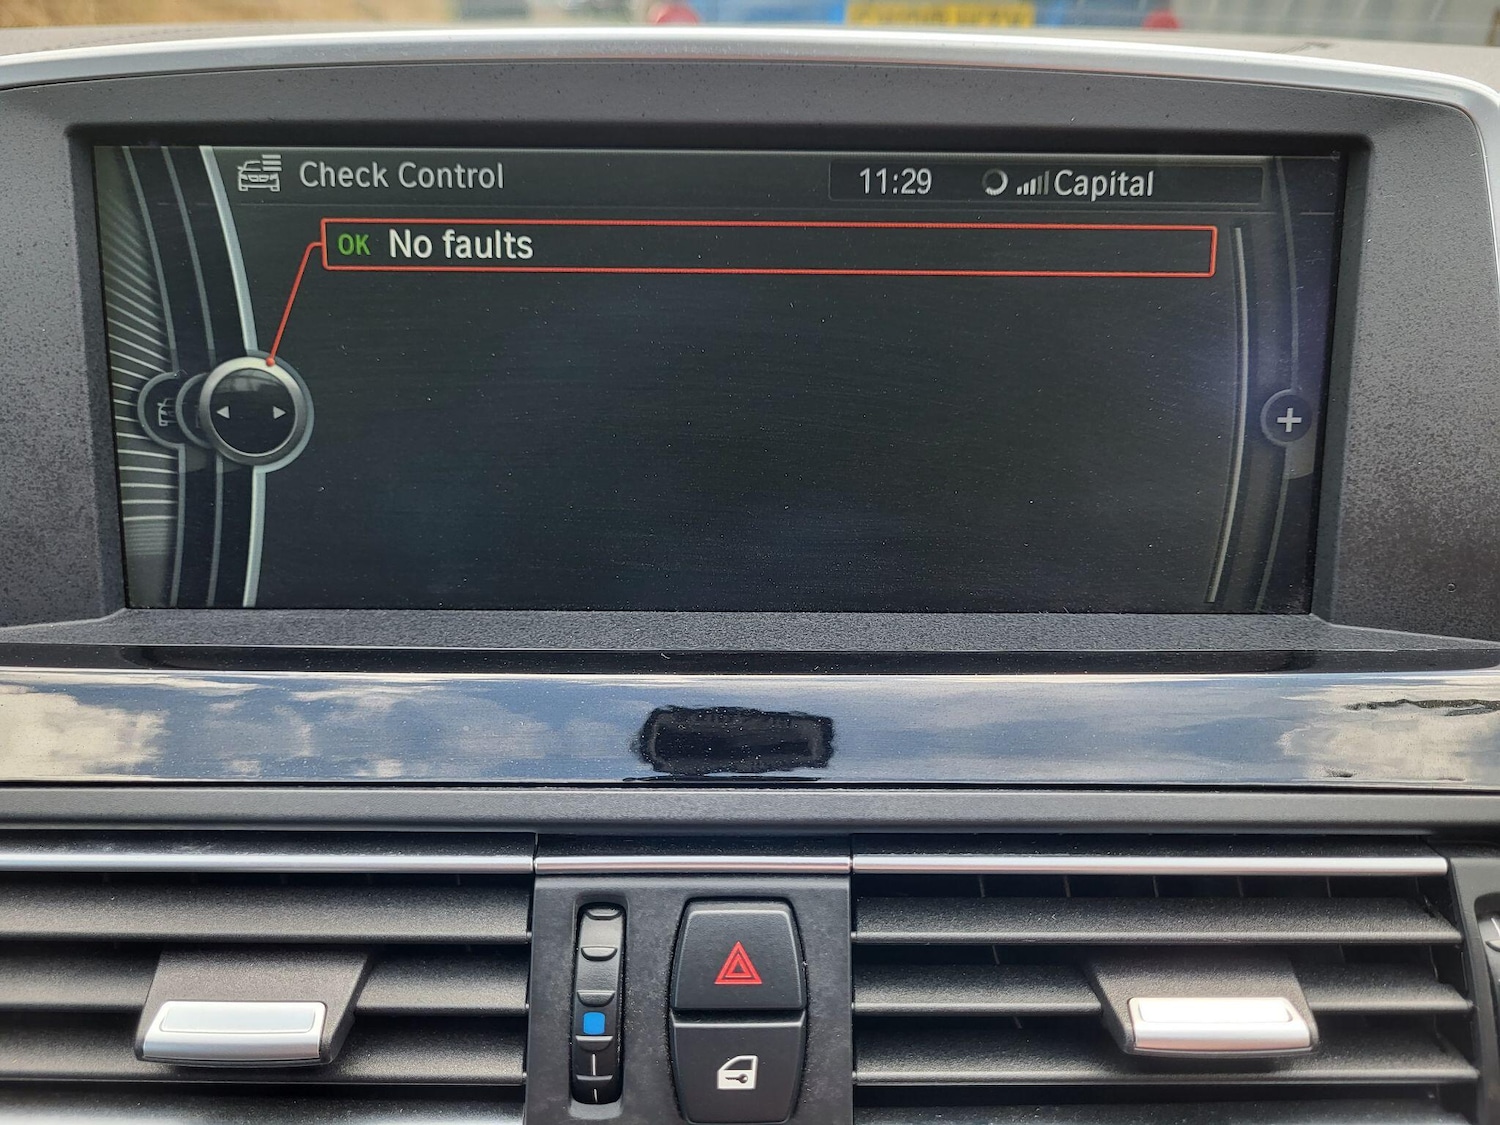 Check Control
11:29 Capital
OK No faults